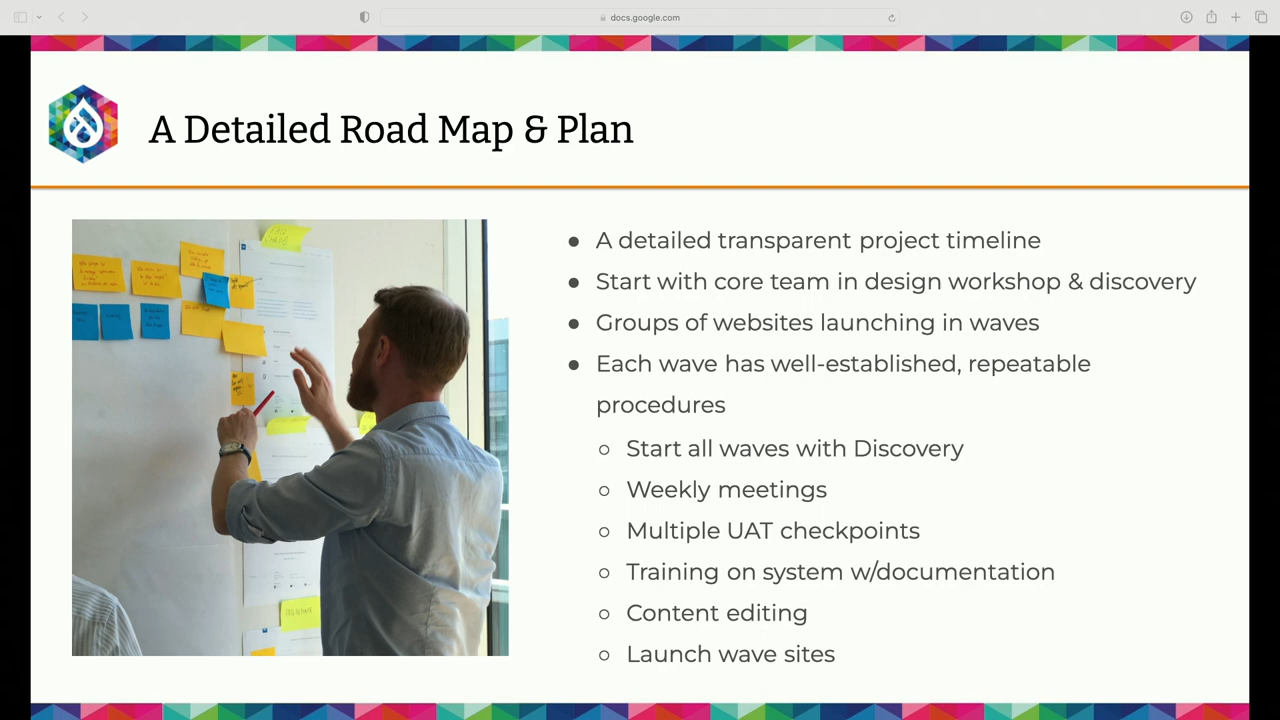 docs.google.com
A Detailed Road Map & Plan
● A detailed transparent project timeline
● Start with core team in design workshop & discovery
● Groups of websites launching in waves
● Each wave has well-established, repeatable
procedures
○ Start all waves with Discovery
○ Weekly meetings
○ Multiple UAT checkpoints
○ Training on system w/documentation
○ Content editing
○ Launch wave sites